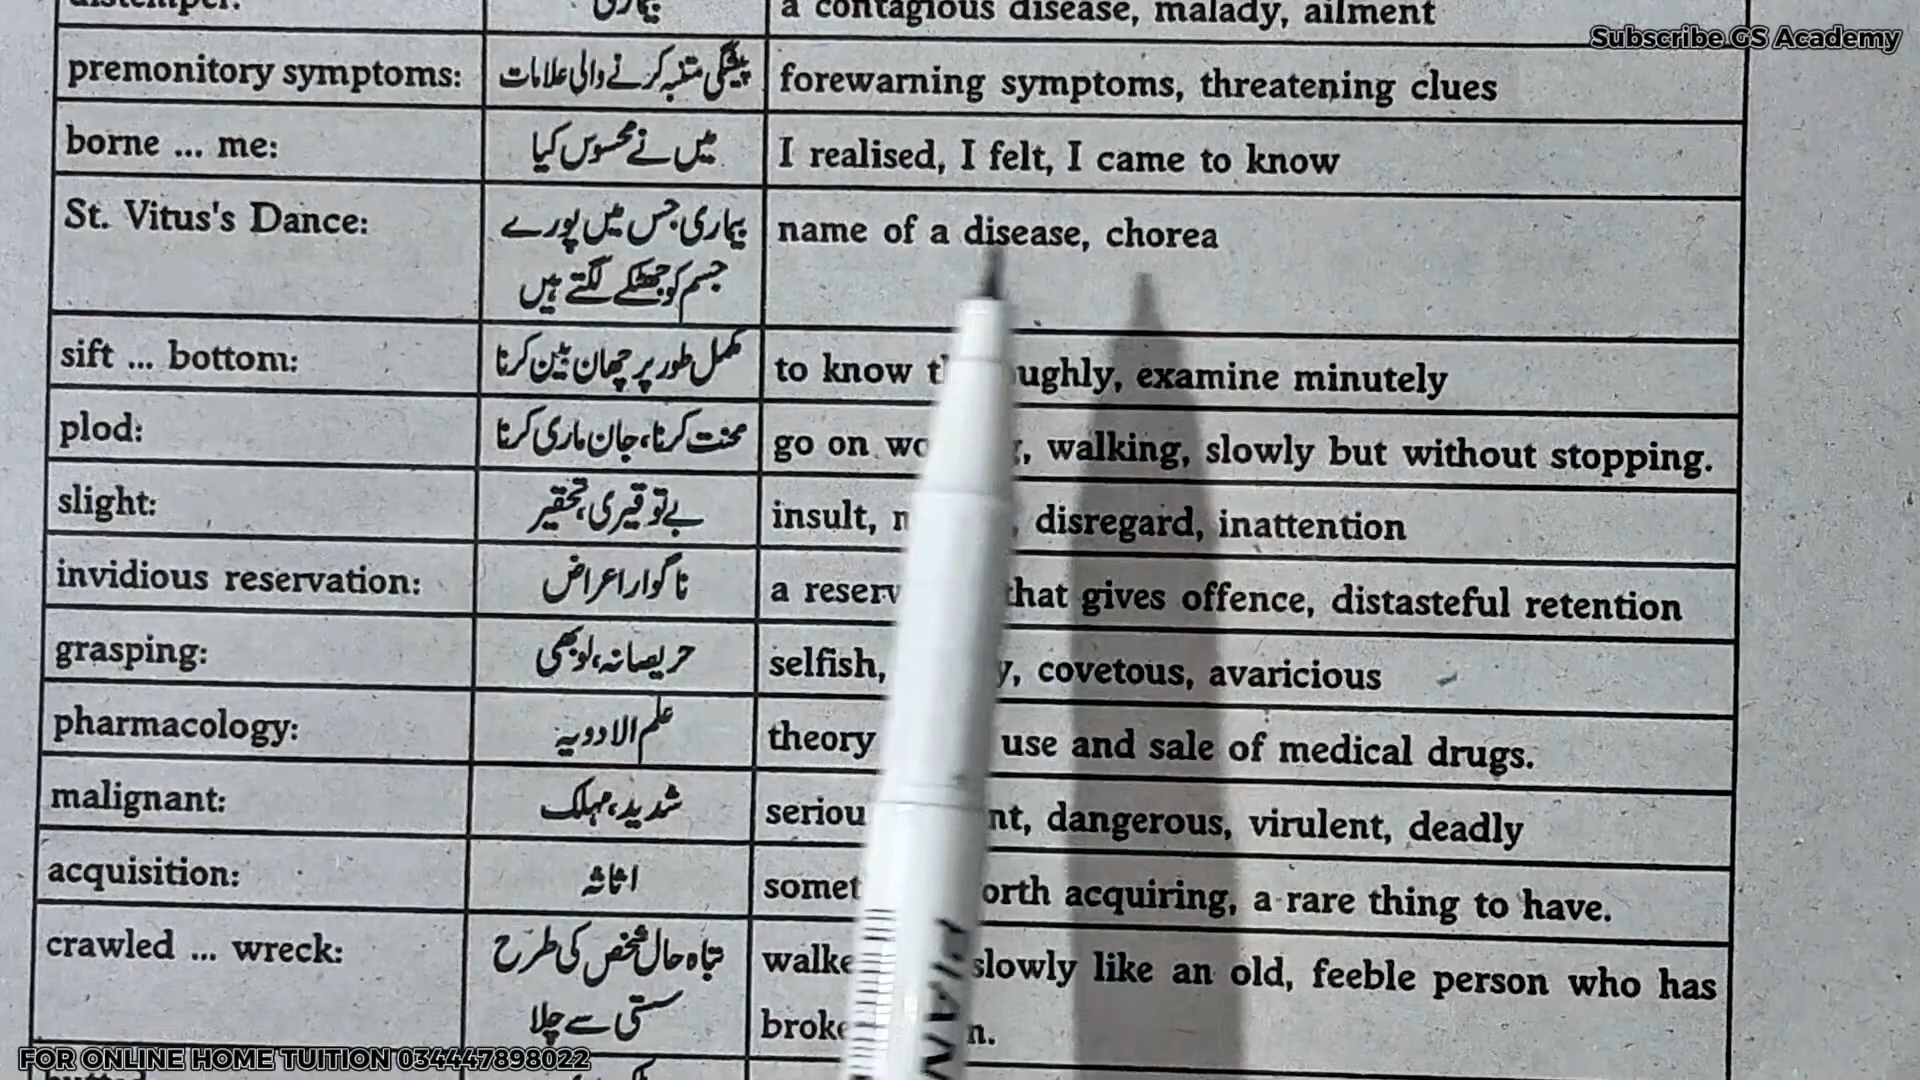 a contagious disease, malady, ailment
Subscribe GS Academy
premonitory symptoms: پیشگی متنبہ کرنے والی علامات forewarning symptoms, threatening clues
borne ... me: میں نے محسوس کیا I realised, I felt, I came to know
St. Vitus's Dance: بیماری جس میں پورے name of a disease, chorea
جسم کو جھٹکے لگتے ہیں
sift ... bottom: مکمل طور پر چھان بین کرنا to know examine minutely
plod: محنت کرنا، جان ماری کرنا go on walking, slowly but without stopping.
slight: بے توقیری، تحقیر insult, disregard, inattention
invidious reservation: ناگوار اعراض a that gives offence, distasteful retention
grasping: حریصانہ، لوبھی selfish, covetous, avaricious
pharmacology: علم الادویہ theory use and sale of medical drugs.
malignant: شدید، مہلک dangerous, virulent, deadly
acquisition: اثاثہ acquiring, a rare thing to have.
crawled ... wreck: تباہ حال شخص کی طرح slowly like an old, feeble person who has
سستی سے چلا
FOR ONLINE HOME TUITION 034447898022